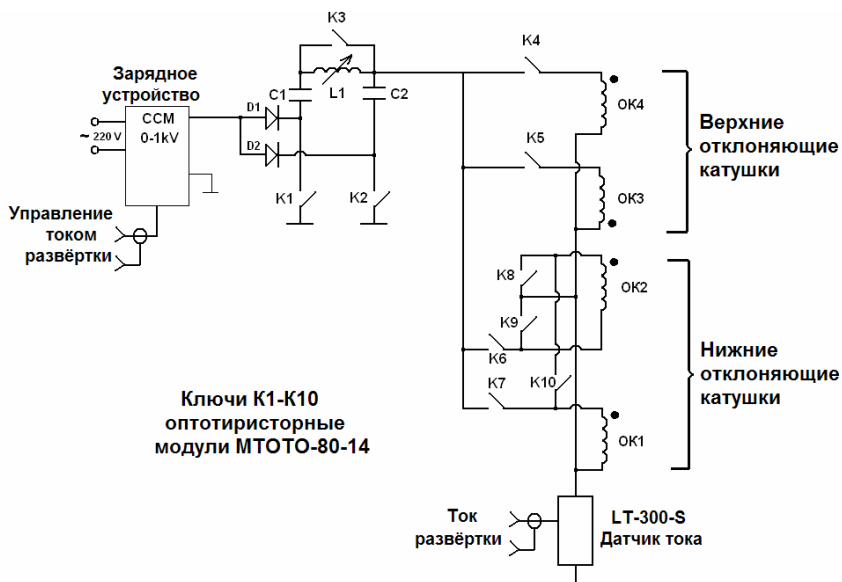 K3
K4
Зарядное
устройство
C1
L1
C2
D1
ССМ
0-1kV
~ 220 V
D2
ОК4
Верхние
отклоняющие
катушки
K5
ОК3
K1
K2
Управление
током
развёртки
K8
ОК2
K9
Нижние
отклоняющие
катушки
K6
K7
K10
Ключи К1-К10
оптотиристорные
модули МТОТО-80-14
ОК1
Ток
развёртки
LT-300-S
Датчик тока